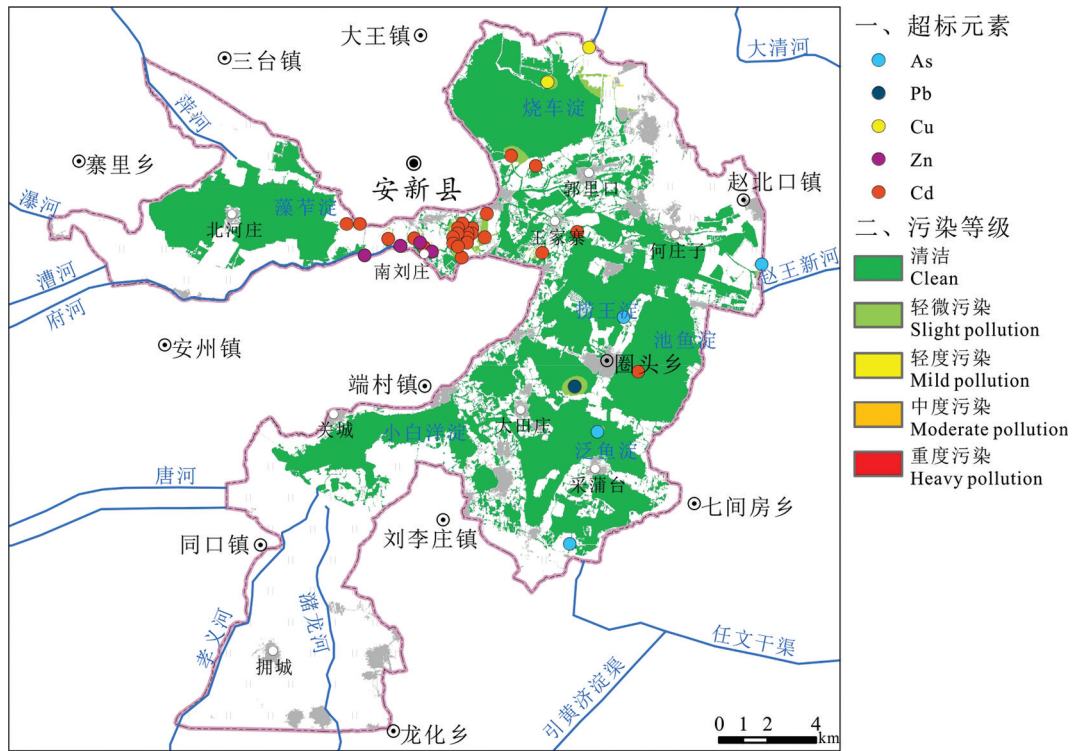 大王镇
三台镇
大清河
烧车淀
萍河
寨里乡
安新县
郭里口
赵北口镇
瀑河
藻苲淀
北河庄
王家寨
何庄子
南刘庄
漕河
府河
赵王新河
捞王淀
池鱼淀
安州镇
圈头乡
端村镇
关城
小白洋淀
大田庄
泛鱼淀
采蒲台
唐河
七间房乡
同口镇
刘李庄镇
孝义河
潴龙河
任文干渠
拥城
引黄济淀渠
龙化乡
0 1 2 4
km
一、超标元素
As
Pb
Cu
Zn
Cd
二、污染等级
清洁
Clean
轻微污染
Slight pollution
轻度污染
Mild pollution
中度污染
Moderate pollution
重度污染
Heavy pollution